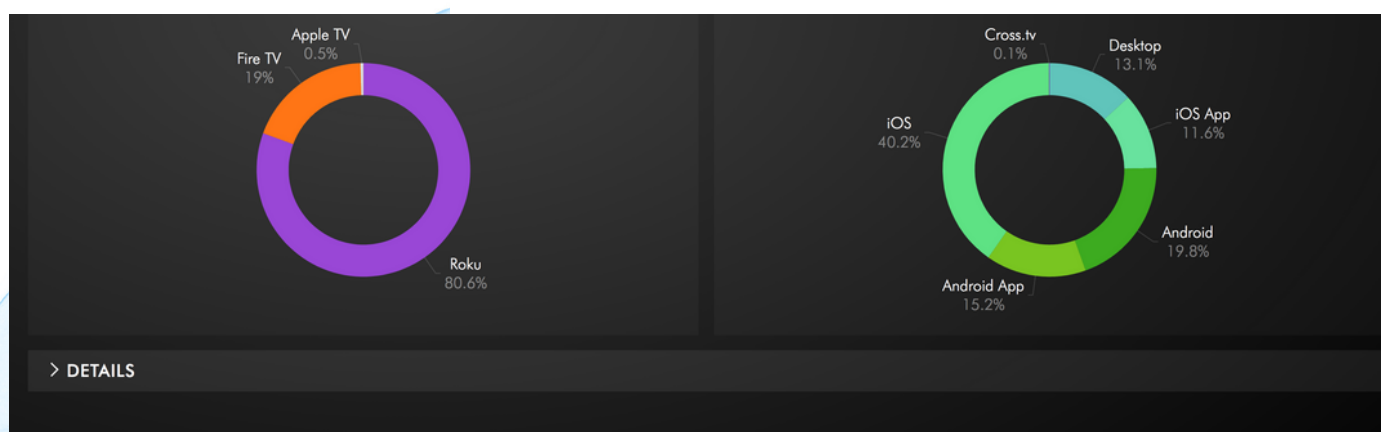 Apple TV
0.5%
Fire TV
19%
Roku
80.6%
Cross.tv
0.1%
Desktop
13.1%
iOS App
11.6%
iOS
40.2%
Android
19.8%
Android App
15.2%
> DETAILS